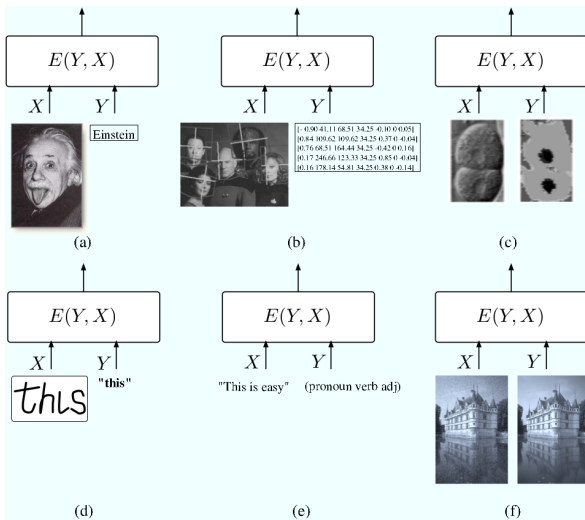 E(Y, X)
X
Y
Einstein
(a)
E(Y, X)
X
Y
[- 0.90 41.11 68.51 34.25 -0.10 0 0.05]
[0.84 109.62 109.62 34.25 0.37 0 -0.04]
[0.76 68.51 164.44 34.25 -0.42 0 0.16]
[0.17 246.66 123.33 34.25 0.85 0 -0.04]
[0.16 178.14 54.81 34.25 0.38 0 -0.14]
(b)
E(Y, X)
X
Y
(c)
E(Y, X)
X
Y
this
"this"
(d)
E(Y, X)
X
Y
"This is easy"
(pronoun verb adj)
(e)
E(Y, X)
X
Y
(f)